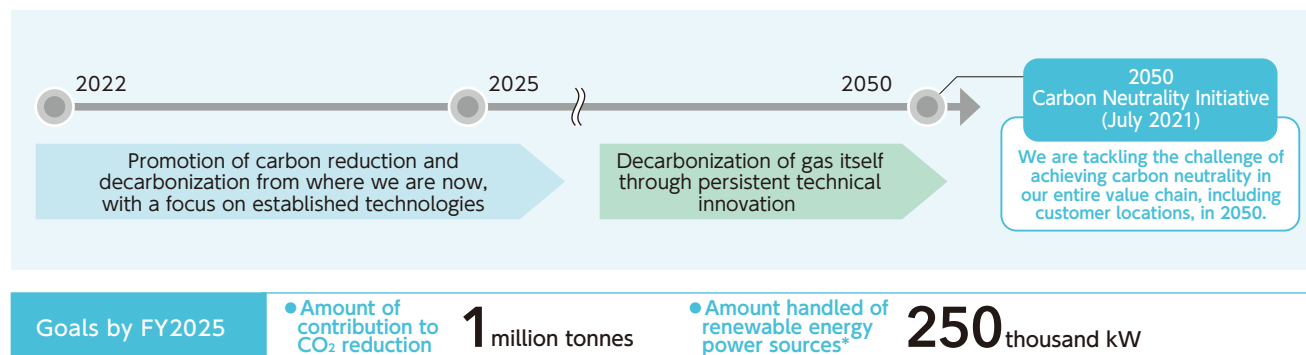 2022
2025
2050
2050
Carbon Neutrality Initiative
(July 2021)
Promotion of carbon reduction and
decarbonization from where we are now,
with a focus on established technologies
Decarbonization of gas itself
through persistent technical
innovation
We are tackling the challenge of
achieving carbon neutrality in
our entire value chain, including
customer locations, in 2050.
Goals by FY2025
●Amount of
contribution to
CO₂ reduction
1 million tonnes
●Amount handled of
renewable energy
power sources*
250 thousand kW